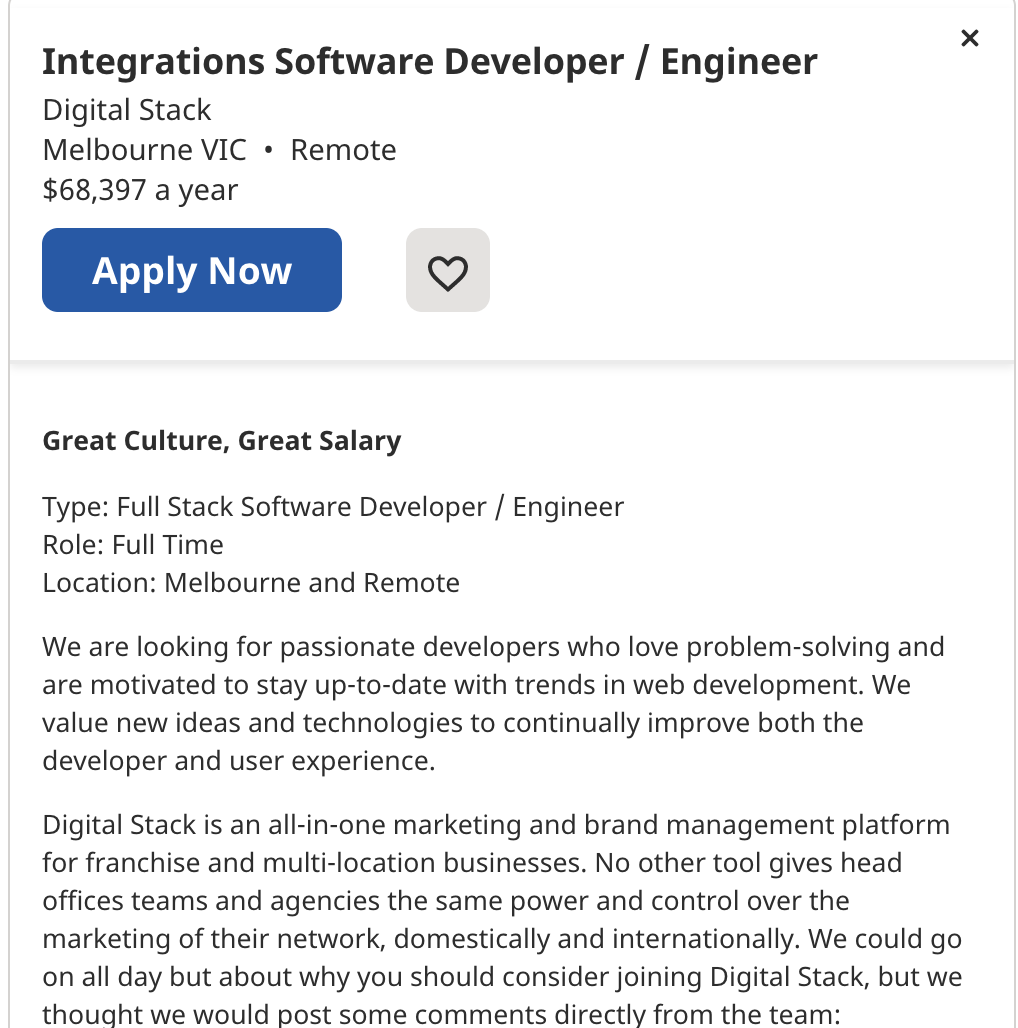 Integrations Software Developer / Engineer
Digital Stack
Melbourne VIC • Remote
$68,397 a year
Apply Now
Great Culture, Great Salary
Type: Full Stack Software Developer / Engineer
Role: Full Time
Location: Melbourne and Remote
We are looking for passionate developers who love problem-solving and
are motivated to stay up-to-date with trends in web development. We
value new ideas and technologies to continually improve both the
developer and user experience.
Digital Stack is an all-in-one marketing and brand management platform
for franchise and multi-location businesses. No other tool gives head
offices teams and agencies the same power and control over the
marketing of their network, domestically and internationally. We could go
on all day but about why you should consider joining Digital Stack, but we
thought we would post some comments directly from the team: